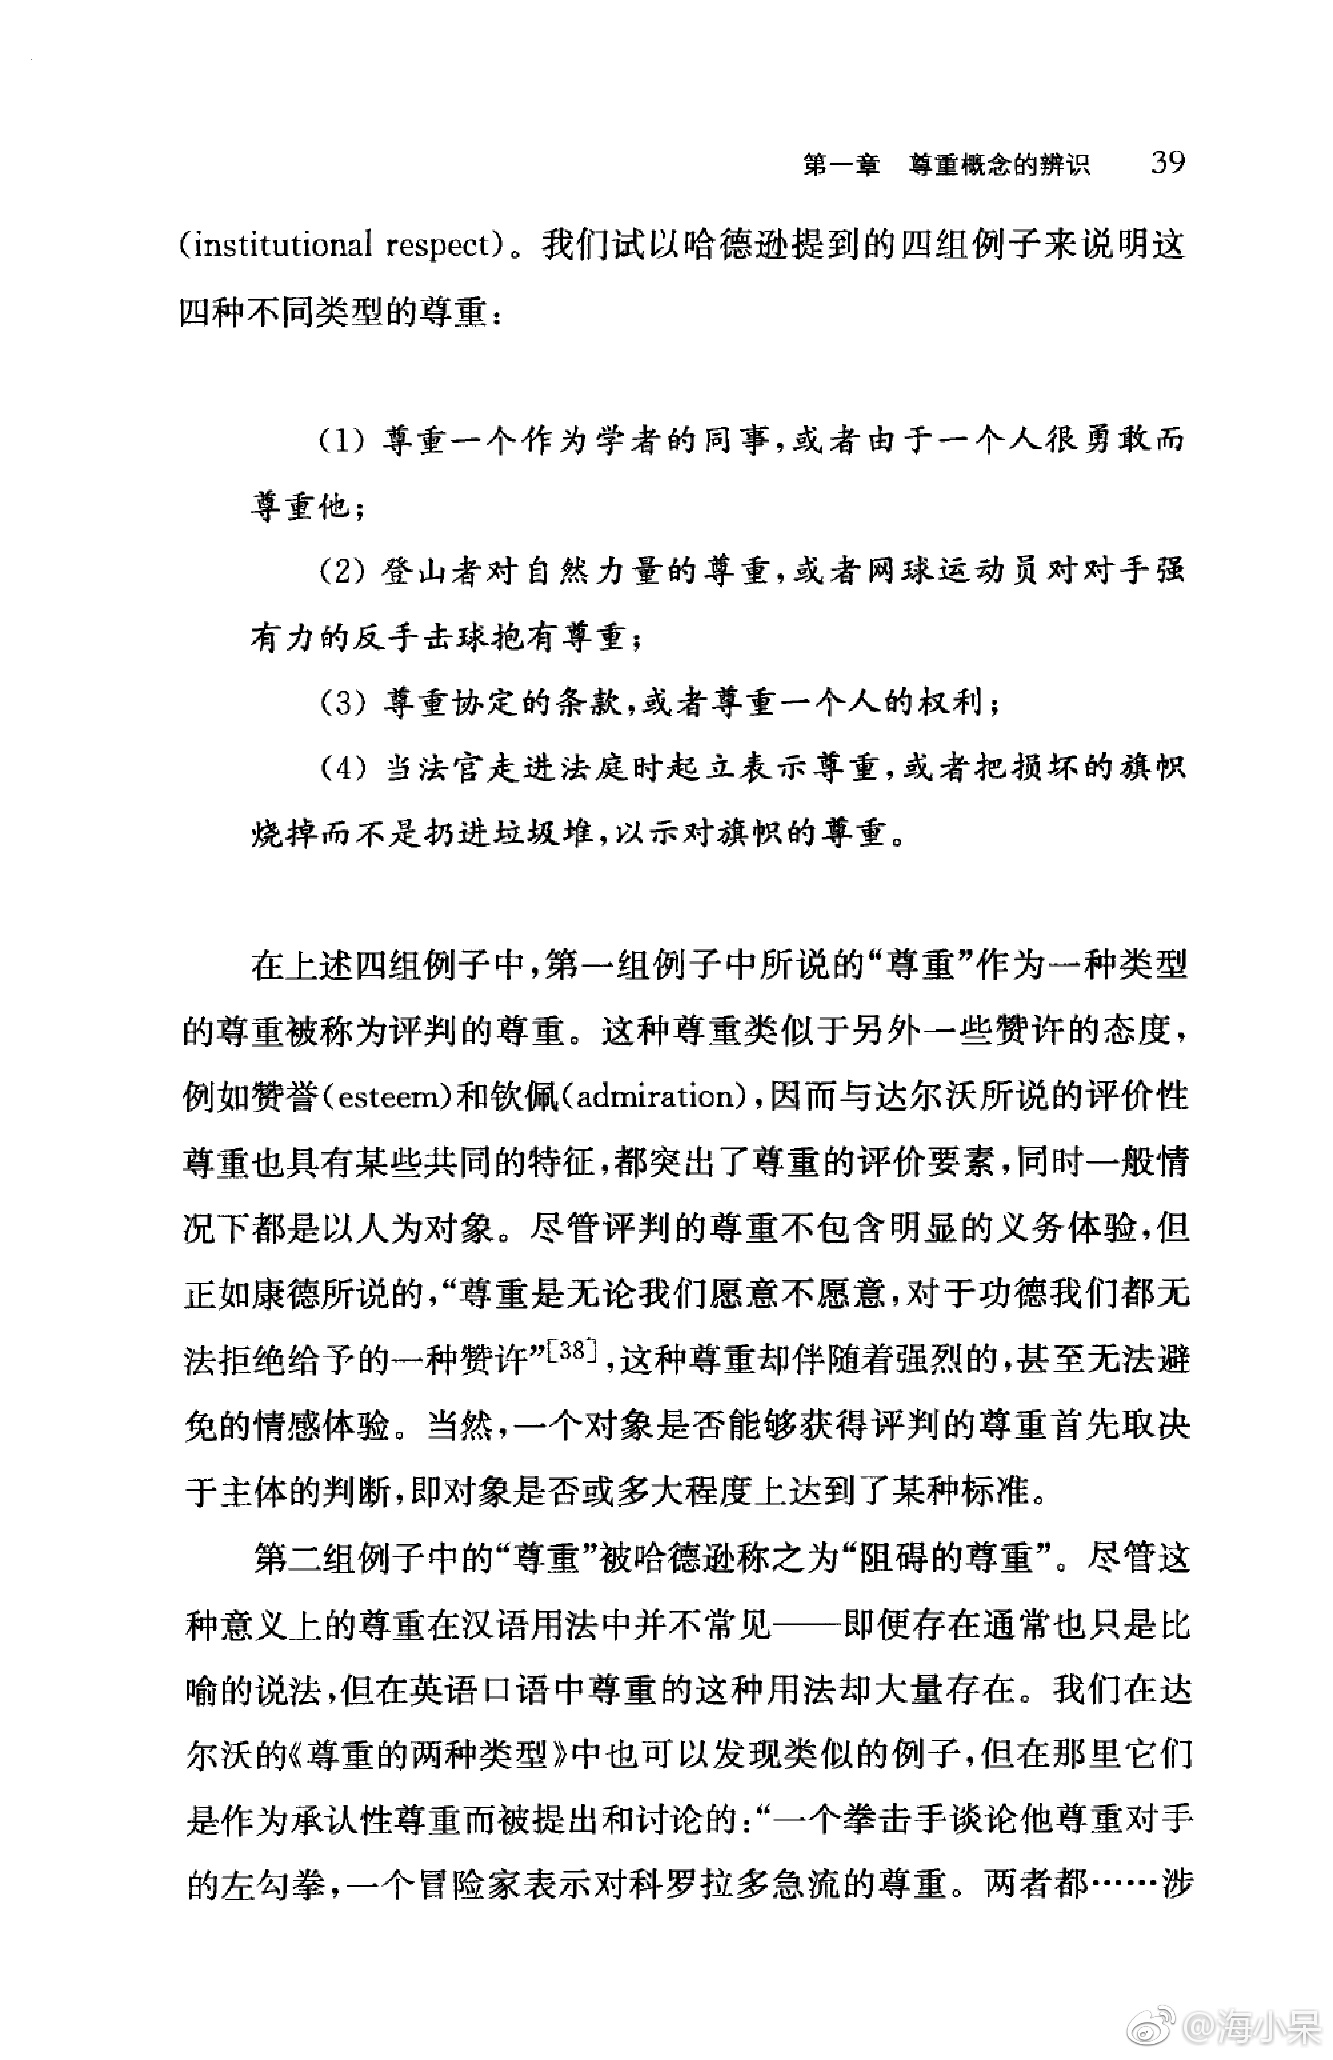 第一章　尊重概念的辨识　39
(institutional respect)。我们试以哈德逊提到的四组例子来说明这
四种不同类型的尊重：
(1) 尊重一个作为学者的同事，或者由于一个人很勇敢而
尊重他；
(2) 登山者对自然力量的尊重，或者网球运动员对对手强
有力的反手击球抱有尊重；
(3) 尊重协定的条款，或者尊重一个人的权利；
(4) 当法官走进法庭时起立表示尊重，或者把损坏的旗帜
烧掉而不是扔进垃圾堆，以示对旗帜的尊重。
在上述四组例子中，第一组例子中所说的“尊重”作为一种类型
的尊重被称为评判的尊重。这种尊重类似于另外一些赞许的态度，
例如赞誉(esteem)和钦佩(admiration)，因而与达尔沃所说的评价性
尊重也具有某些共同的特征，都突出了尊重的评价要素，同时一般情
况下都是以人为对象。尽管评判的尊重不包含明显的义务体验，但
正如康德所说的，“尊重是无论我们愿意不愿意，对于功德我们都无
法拒绝给予的一种赞许”[38]，这种尊重却伴随着强烈的，甚至无法避
免的情感体验。当然，一个对象是否能够获得评判的尊重首先取决
于主体的判断，即对象是否或多大程度上达到了某种标准。
第二组例子中的“尊重”被哈德逊称之为“阻碍的尊重”。尽管这
种意义上的尊重在汉语用法中并不常见——即便存在通常也只是比
喻的说法，但在英语口语中尊重的这种用法却大量存在。我们在达
尔沃的《尊重的两种类型》中也可以发现类似的例子，但在那里它们
是作为承认性尊重而被提出和讨论的：“一个拳击手谈论他尊重对手
的左勾拳，一个冒险家表示对科罗拉多急流的尊重。两者都……涉
@海小呆